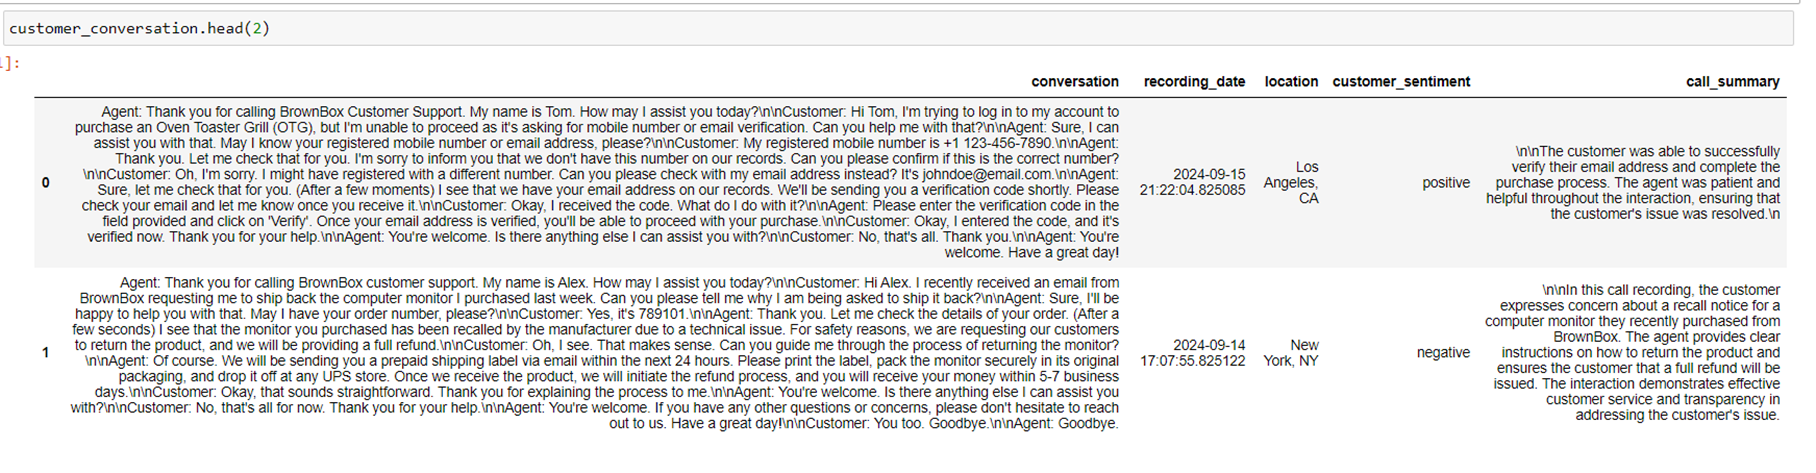 customer_conversation.head(2)
]:
conversation recording_date location customer_sentiment call_summary
0
Agent: Thank you for calling BrownBox Customer Support. My name is Tom. How may I assist you today?\n\nCustomer: Hi Tom, I'm trying to log in to my account to
purchase an Oven Toaster Grill (OTG), but I'm unable to proceed as it's asking for mobile number or email verification. Can you help me with that?\n\nAgent: Sure, I can
assist you with that. May I know your registered mobile number or email address, please?\n\nCustomer: My registered mobile number is +1 123-456-7890.\n\nAgent:
Thank you. Let me check that for you. I'm sorry to inform you that we don't have this number on our records. Can you please confirm if this is the correct number?
\n\nCustomer: Oh, I'm sorry. I might have registered with a different number. Can you please check with my email address instead? It's johndoe@email.com.\n\nAgent:
Sure, let me check that for you. (After a few moments) I see that we have your email address on our records. We'll be sending you a verification code shortly. Please
check your email and let me know once you receive it.\n\nCustomer: Okay, I received the code. What do I do with it?\n\nAgent: Please enter the verification code in the
field provided and click on 'Verify'. Once your email address is verified, you'll be able to proceed with your purchase.\n\nCustomer: Okay, I entered the code, and it's
verified now. Thank you for your help.\n\nAgent: You're welcome. Is there anything else I can assist you with?\n\nCustomer: No, that's all. Thank you.\n\nAgent: You're
welcome. Have a great day!
2024-09-15
21:22:04.825085
Los
Angeles,
CA
positive
\n\nThe customer was able to successfully
verify their email address and complete the
purchase process. The agent was patient and
helpful throughout the interaction, ensuring that
the customer's issue was resolved.\n
1
Agent: Thank you for calling BrownBox customer support. My name is Alex. How may I assist you today?\n\nCustomer: Hi Alex. I recently received an email from
BrownBox requesting me to ship back the computer monitor I purchased last week. Can you please tell me why I am being asked to ship it back?\n\nAgent: Sure, I'll be
happy to help you with that. May I have your order number, please?\n\nCustomer: Yes, it's 789101.\n\nAgent: Thank you. Let me check the details of your order. (After a
few seconds) I see that the monitor you purchased has been recalled by the manufacturer due to a technical issue. For safety reasons, we are requesting our customers
to return the product, and we will be providing a full refund.\n\nCustomer: Oh, I see. That makes sense. Can you guide me through the process of returning the monitor?
\n\nAgent: Of course. We will be sending you a prepaid shipping label via email within the next 24 hours. Please print the label, pack the monitor securely in its original
packaging, and drop it off at any UPS store. Once we receive the product, we will initiate the refund process, and you will receive your money within 5-7 business
days.\n\nCustomer: Okay, that sounds straightforward. Thank you for explaining the process to me.\n\nAgent: You're welcome. Is there anything else I can assist you
with?\n\nCustomer: No, that's all for now. Thank you for your help.\n\nAgent: You're welcome. If you have any other questions or concerns, please don't hesitate to reach
out to us. Have a great day!\n\nCustomer: You too. Goodbye.\n\nAgent: Goodbye.
2024-09-14
17:07:55.825122
New
York, NY
negative
\n\nIn this call recording, the customer
expresses concern about a recall notice for a
computer monitor they recently purchased from
BrownBox. The agent provides clear
instructions on how to return the product and
ensures the customer that a full refund will be
issued. The interaction demonstrates effective
customer service and transparency in
addressing the customer's issue.